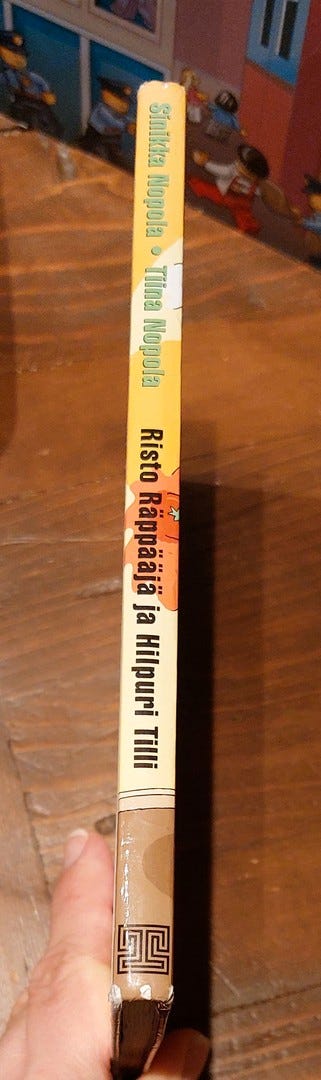 Sinikka Nopola • Tiina Nopola
Risto Räppääjä ja Hilpuri Tilli